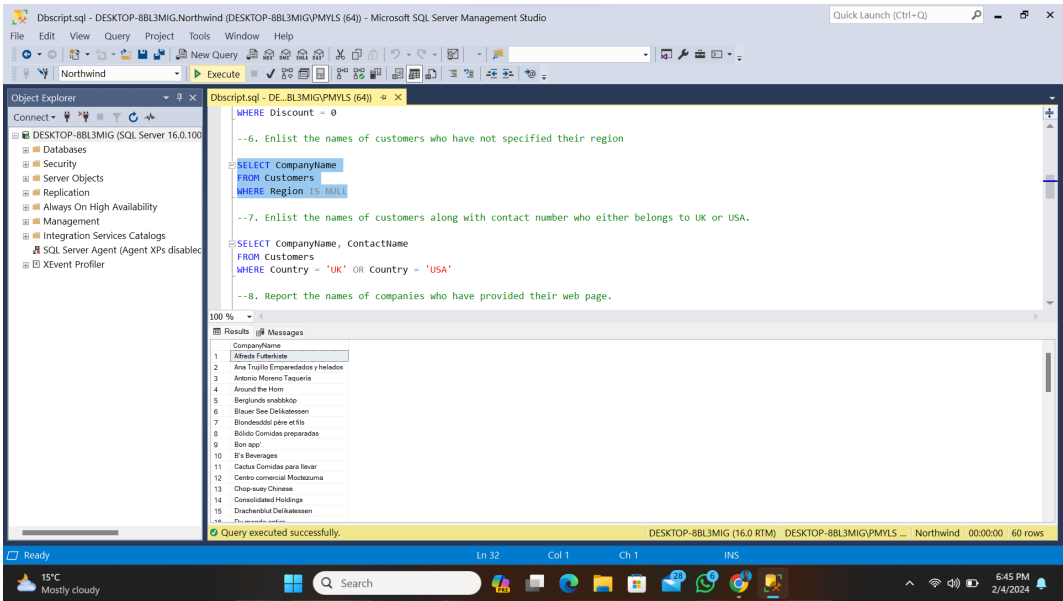 Dbscript.sql - DESKTOP-8BL3MIG.Northwind (DESKTOP-8BL3MIG\PMYLS (64)) - Microsoft SQL Server Management Studio
Quick Launch (Ctrl+Q)
File Edit View Query Project Tools Window Help
New Query
Northwind
Execute
Object Explorer
Connect
DESKTOP-8BL3MIG (SQL Server 16.0.100
Databases
Security
Server Objects
Replication
Always On High Availability
Management
Integration Services Catalogs
SQL Server Agent (Agent XPs disablec
XEvent Profiler
Dbscript.sql - DE...BL3MIG\PMYLS (64))
WHERE Discount = 0
--6. Enlist the names of customers who have not specified their region
SELECT CompanyName
FROM Customers
WHERE Region IS NULL
--7. Enlist the names of customers along with contact number who either belongs to UK or USA.
SELECT CompanyName, ContactName
FROM Customers
WHERE Country = 'UK' OR Country = 'USA'
--8. Report the names of companies who have provided their web page.
100 %
Results Messages
CompanyName
1 Alfreds Futterkiste
2 Ana Trujillo Emparedados y helados
3 Antonio Moreno Taquería
4 Around the Horn
5 Berglunds snabbköp
6 Blauer See Delikatessen
7 Blondesddsl père et fils
8 Bólido Comidas preparadas
9 Bon app'
10 B's Beverages
11 Cactus Comidas para llevar
12 Centro comercial Moctezuma
13 Chop-suey Chinese
14 Consolidated Holdings
15 Drachenblut Delikatessen
16 Du monde entier
Query executed successfully.
DESKTOP-8BL3MIG (16.0 RTM) DESKTOP-8BL3MIG\PMYLS ... Northwind 00:00:00 60 rows
Ready Ln 32 Col 1 Ch 1 INS
15°C
Mostly cloudy
Search
PRE
28
6
6:45 PM
2/4/2024